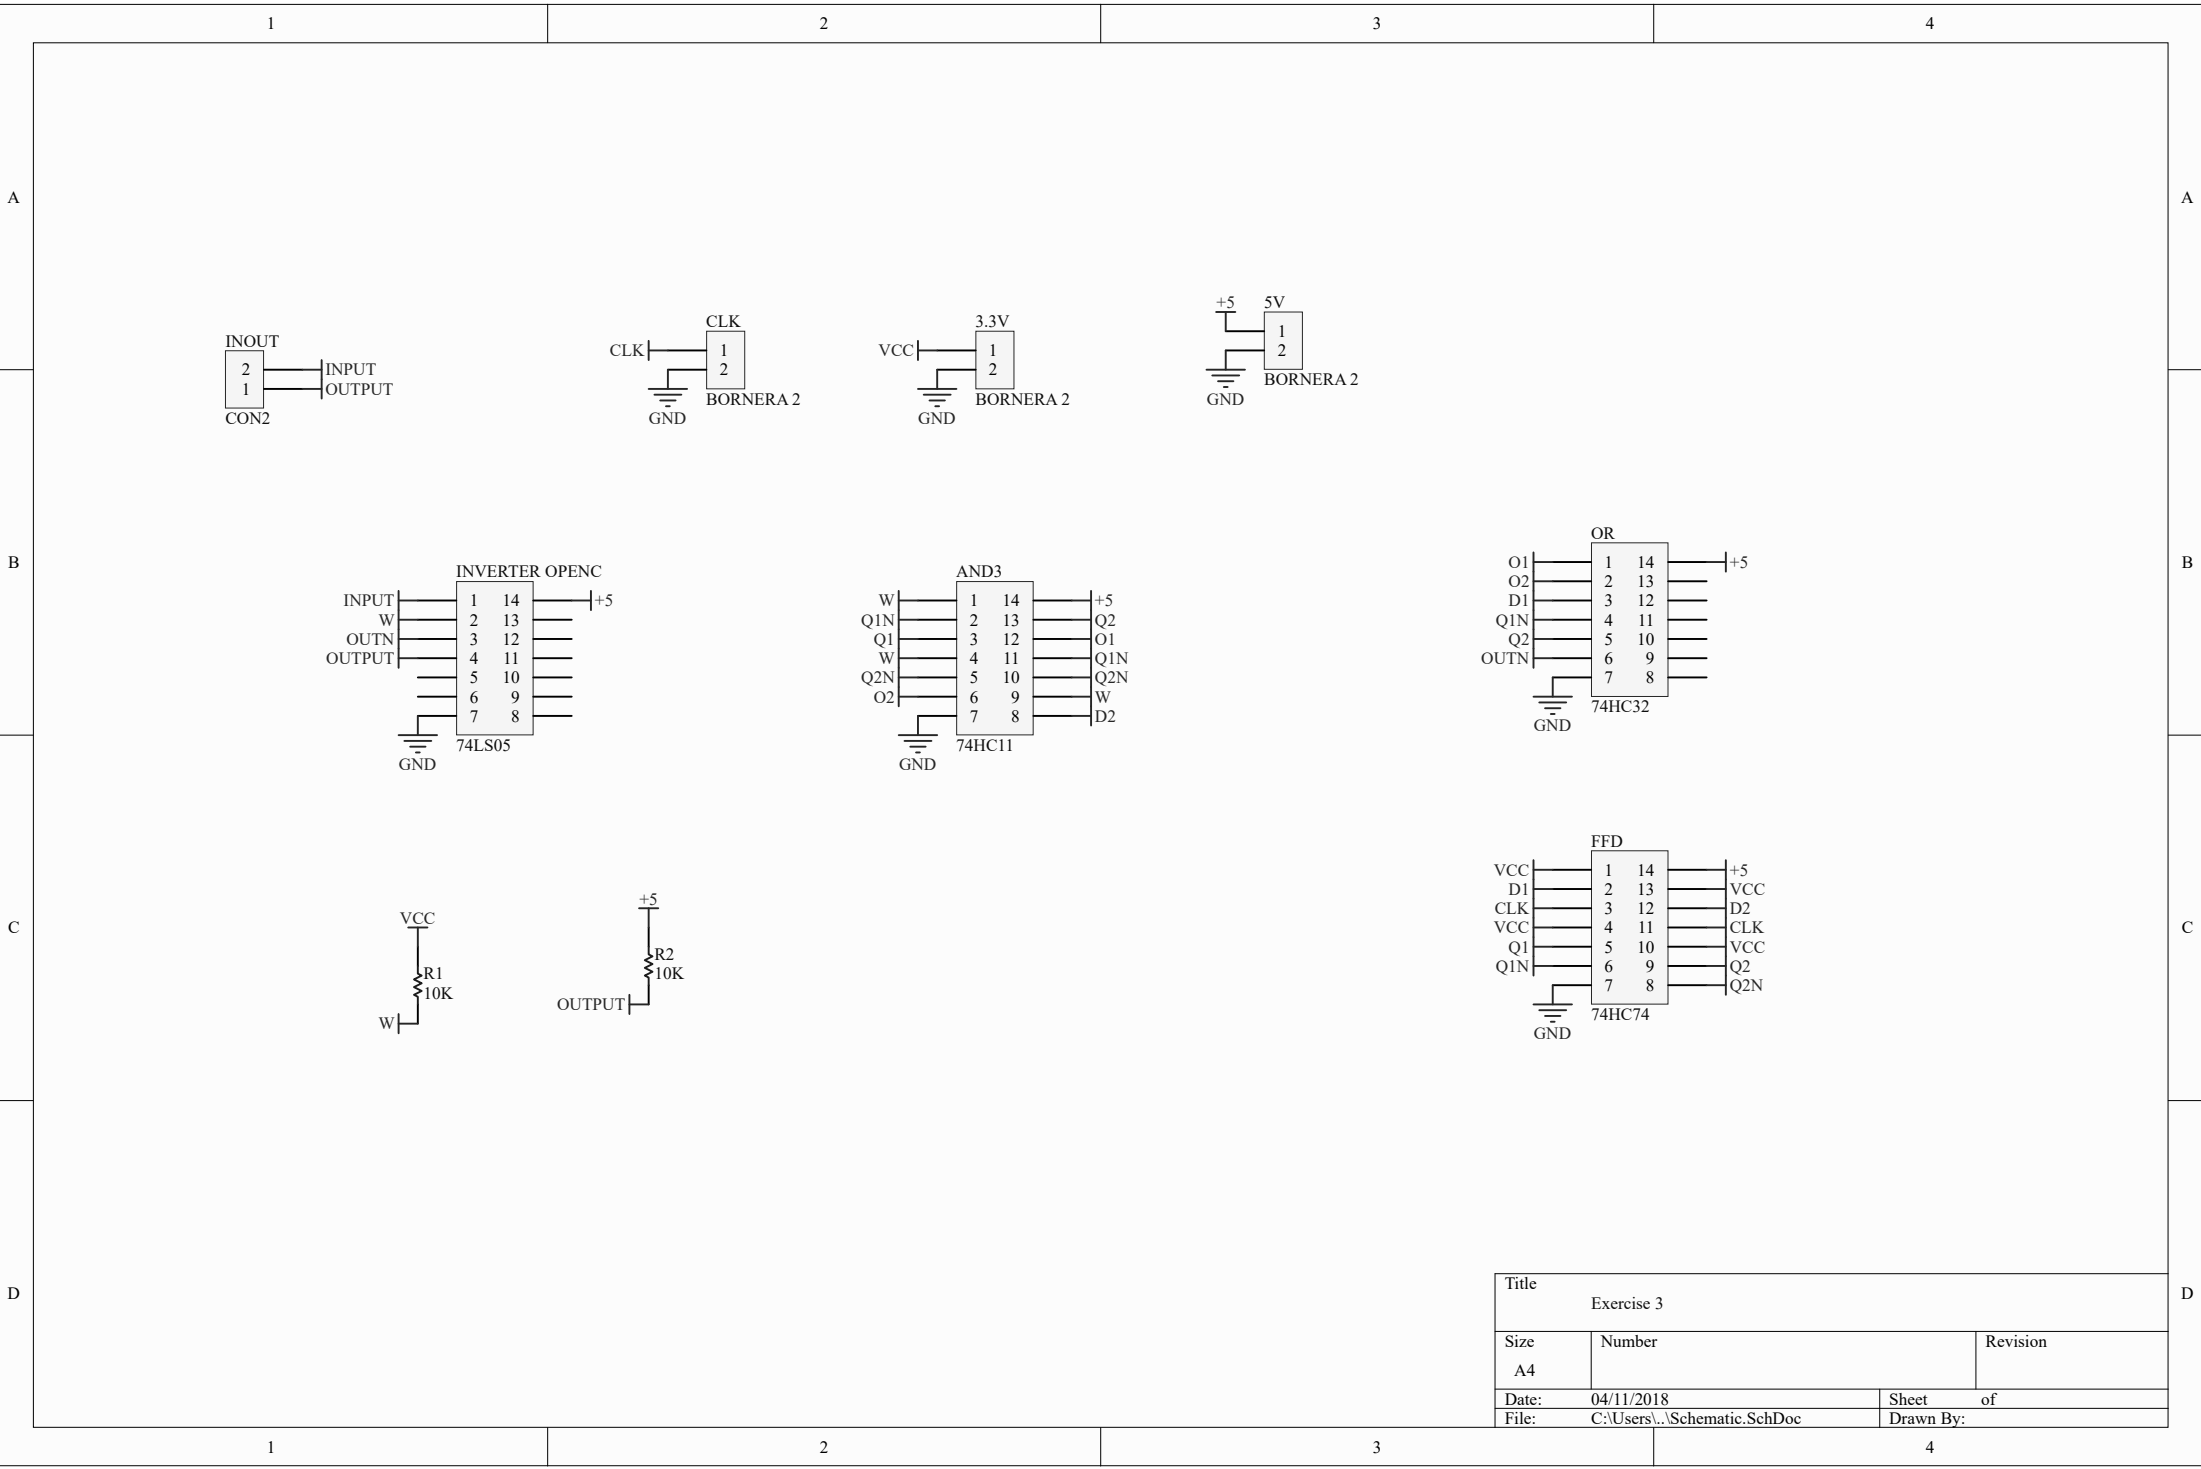 1 2 3 4
A A
INOUT
2 INPUT
1 OUTPUT
CON2
CLK
CLK 1
2
BORNERA 2
GND
3.3V
VCC 1
2
BORNERA 2
GND
+5 5V
1
2
BORNERA 2
GND
B B
INVERTER OPENC
INPUT 1 14 +5
W 2 13
OUTN 3 12
OUTPUT 4 11
5 10
6 9
7 8
74LS05
GND
AND3
W 1 14 +5
Q1N 2 13 Q2
Q1 3 12 O1
W 4 11 Q1N
Q2N 5 10 Q2N
O2 6 9 W
7 8 D2
74HC11
GND
OR
O1 1 14 +5
O2 2 13
D1 3 12
Q1N 4 11
Q2 5 10
OUTN 6 9
7 8
74HC32
GND
C C
VCC
R1
10K
W
+5
R2
10K
OUTPUT
FFD
VCC 1 14 +5
D1 2 13 VCC
CLK 3 12 D2
VCC 4 11 CLK
Q1 5 10 VCC
Q1N 6 9 Q2
7 8 Q2N
74HC74
GND
D D
Title
Exercise 3
Size Number Revision
A4
Date: 04/11/2018 Sheet of
File: C:\Users\..\Schematic.SchDoc Drawn By:
1 2 3 4